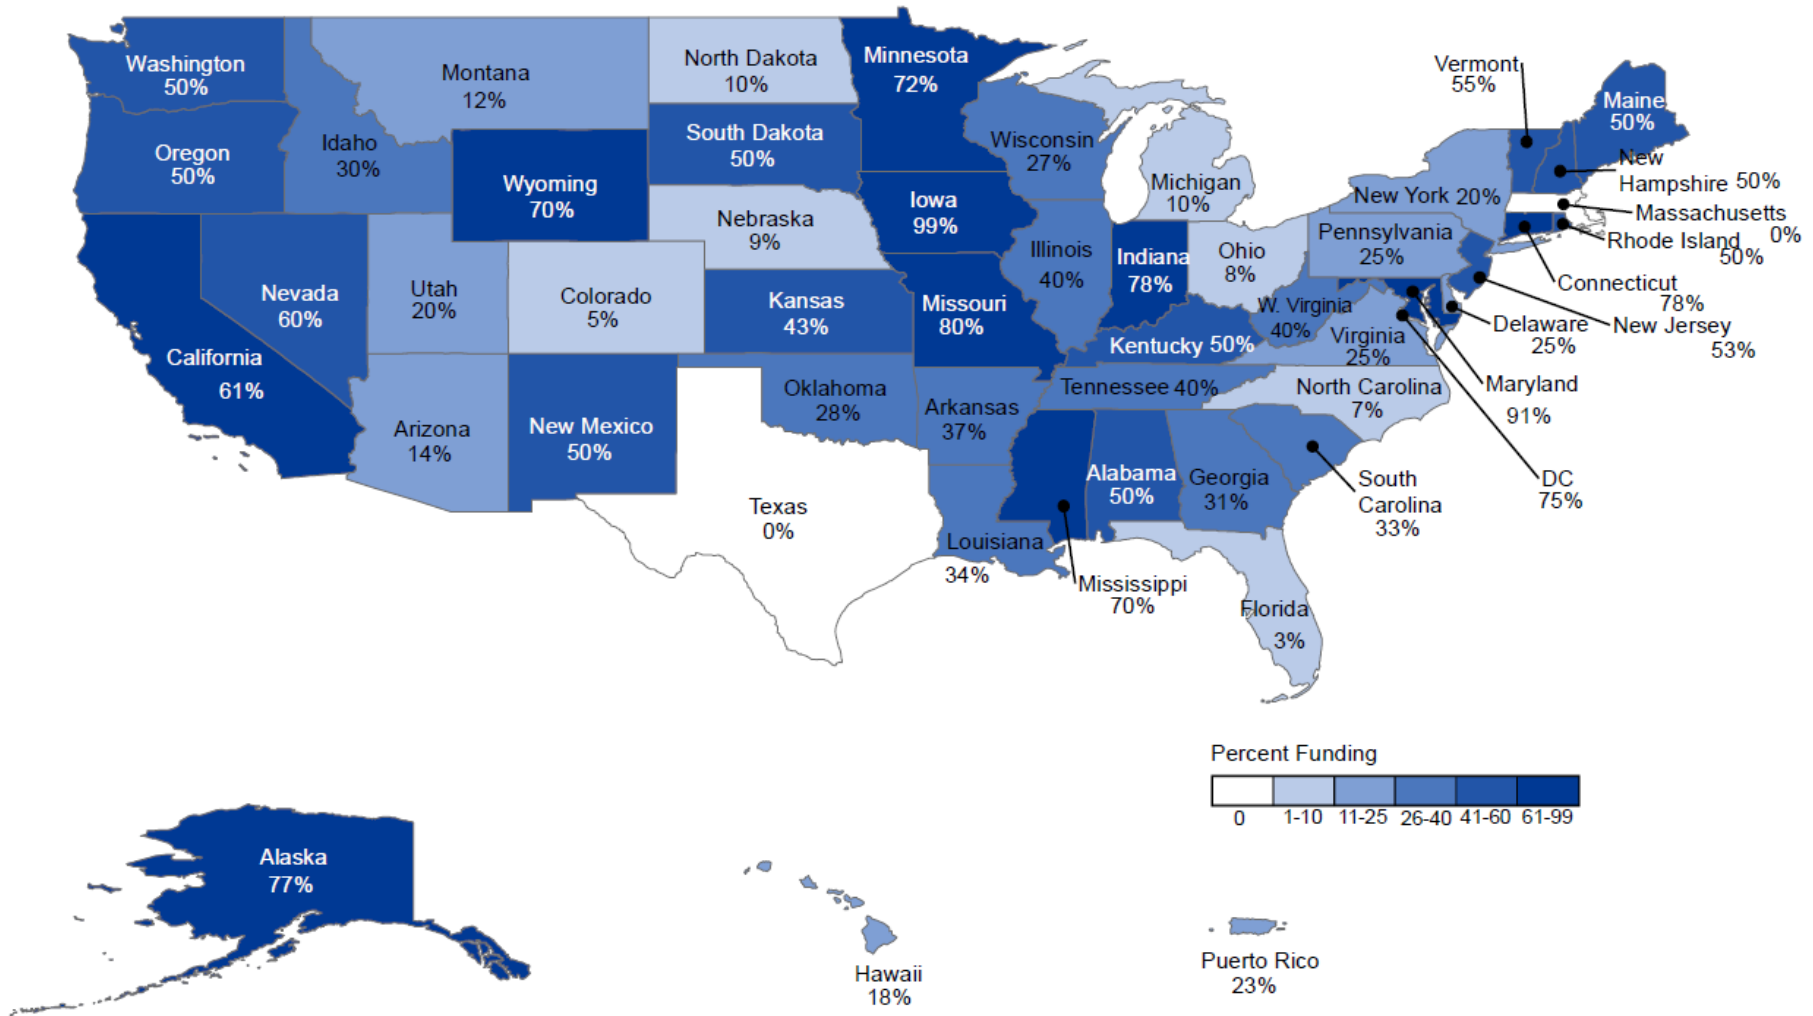 Washington
50%
Montana
12%
North Dakota
10%
Minnesota
72%
Vermont
55%
Maine
50%
Oregon
50%
Idaho
30%
Wyoming
70%
South Dakota
50%
Wisconsin
27%
Michigan
10%
New York 20%
New
Hampshire 50%
Massachusetts
0%
Rhode Island
50%
Connecticut
78%
New Jersey
53%
Delaware
25%
Maryland
91%
DC
75%
Nebraska
9%
Iowa
99%
Illinois
40%
Indiana
78%
Ohio
8%
Pennsylvania
25%
W. Virginia
40%
Virginia
25%
Nevada
60%
Utah
20%
Colorado
5%
Kansas
43%
Missouri
80%
Kentucky 50%
California
61%
Arizona
14%
New Mexico
50%
Oklahoma
28%
Arkansas
37%
Tennessee 40%
North Carolina
7%
South
Carolina
33%
Texas
0%
Louisiana
34%
Mississippi
70%
Alabama
50%
Georgia
31%
Florida
3%
Percent Funding
0 1-10 11-25 26-40 41-60 61-99
Alaska
77%
Hawaii
18%
Puerto Rico
23%